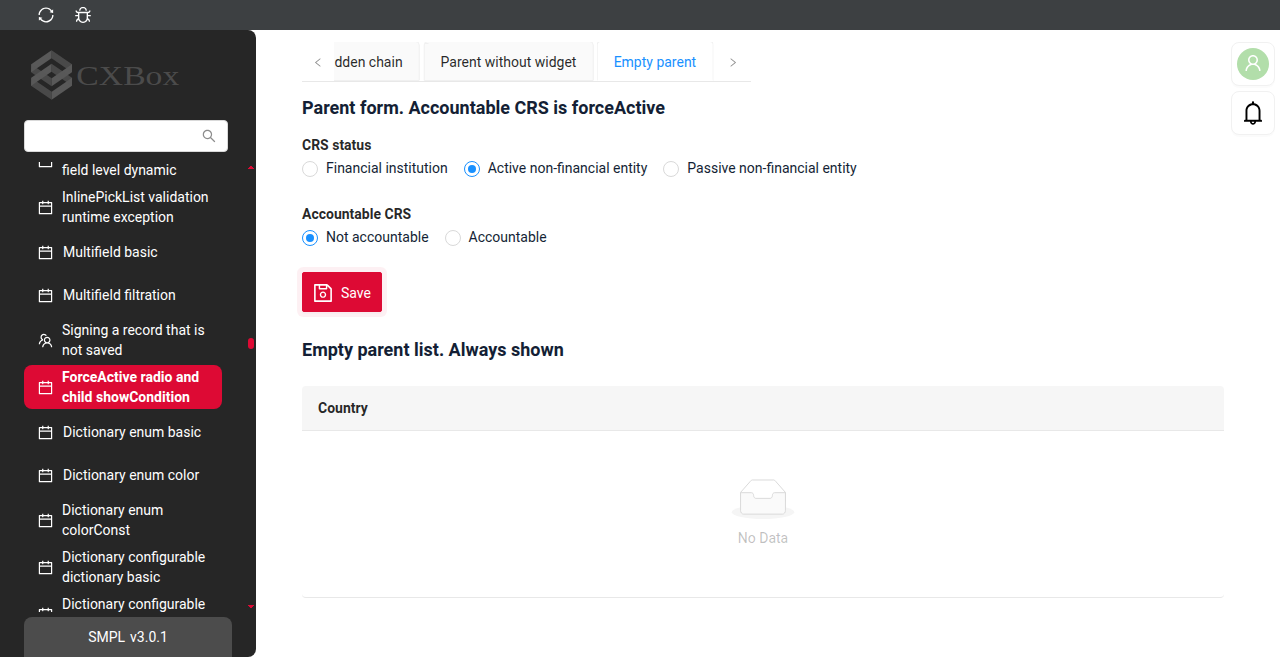 CXBox
field level dynamic
InlinePickList validation
runtime exception
Multifield basic
Multifield filtration
Signing a record that is
not saved
ForceActive radio and
child showCondition
Dictionary enum basic
Dictionary enum color
Dictionary enum
colorConst
Dictionary configurable
dictionary basic
Dictionary configurable
SMPL v3.0.1
dden chain
Parent without widget
Empty parent
Parent form. Accountable CRS is forceActive
CRS status
Financial institution
Active non-financial entity
Passive non-financial entity
Accountable CRS
Not accountable
Accountable
Save
Empty parent list. Always shown
Country
No Data